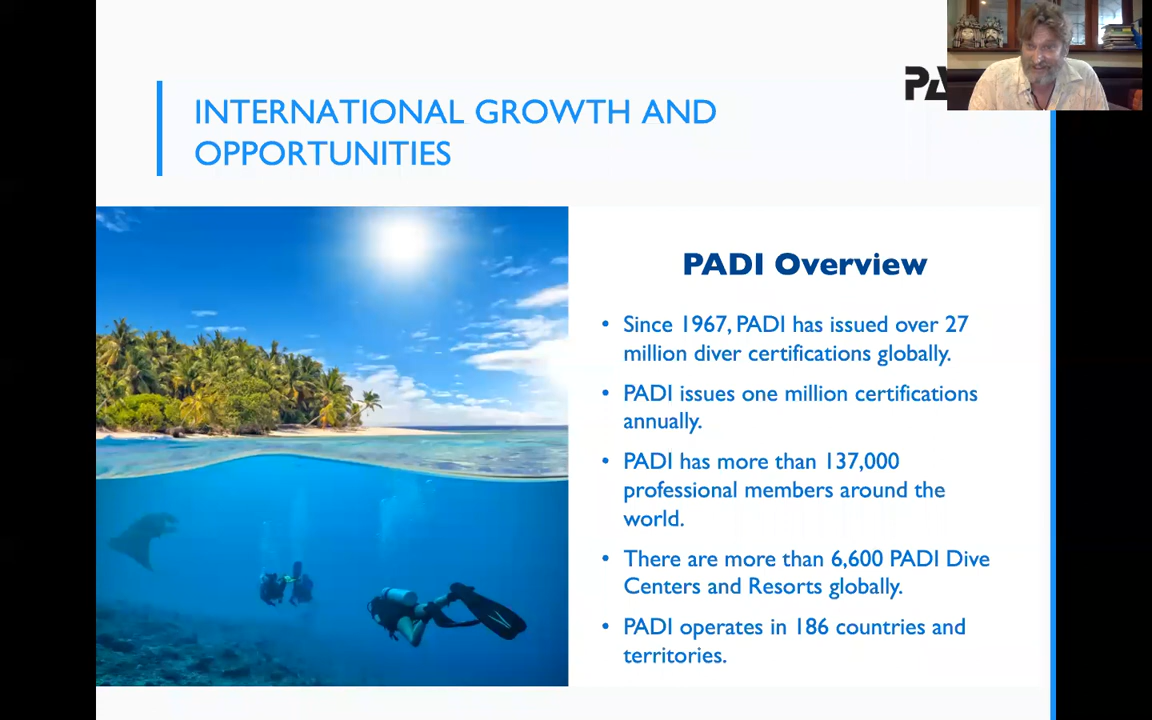 INTERNATIONAL GROWTH AND
OPPORTUNITIES
PADI Overview
• Since 1967, PADI has issued over 27
million diver certifications globally.
• PADI issues one million certifications
annually.
• PADI has more than 137,000
professional members around the
world.
• There are more than 6,600 PADI Dive
Centers and Resorts globally.
• PADI operates in 186 countries and
territories.